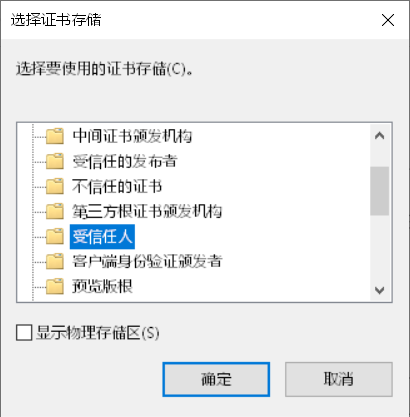 选择证书存储
选择要使用的证书存储(C)。
中间证书颁发机构
受信任的发布者
不信任的证书
第三方根证书颁发机构
受信任人
客户端身份验证颁发者
预览版根
显示物理存储区(S)
确定 取消